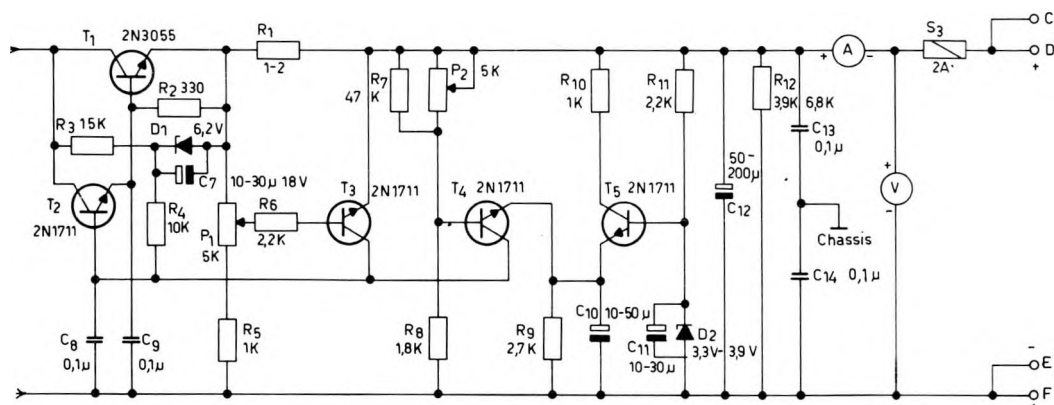 T1
2N3055
R1
1-2
R2 330
R3 15K
D1
6,2V
C7
T2
2N1711
R4
10K
10-30µ 18V
P1
5K
R6
2,2K
T3
2N1711
R7
47
K
P2
5K
T4
2N1711
R10
1K
R11
2,2K
T5
2N1711
50-
200µ
C12
R12
3,9K 6,8K
C13
0,1µ
Chassis
C14 0,1µ
+ A -
+
V
-
S3
2A·
C
D
+
C8
0,1µ
C9
0,1µ
R5
1K
R8
1,8K
R9
2,7K
C10 10-50µ
C11
10-30µ
D2
3,3V- 3,9V
-
E
F